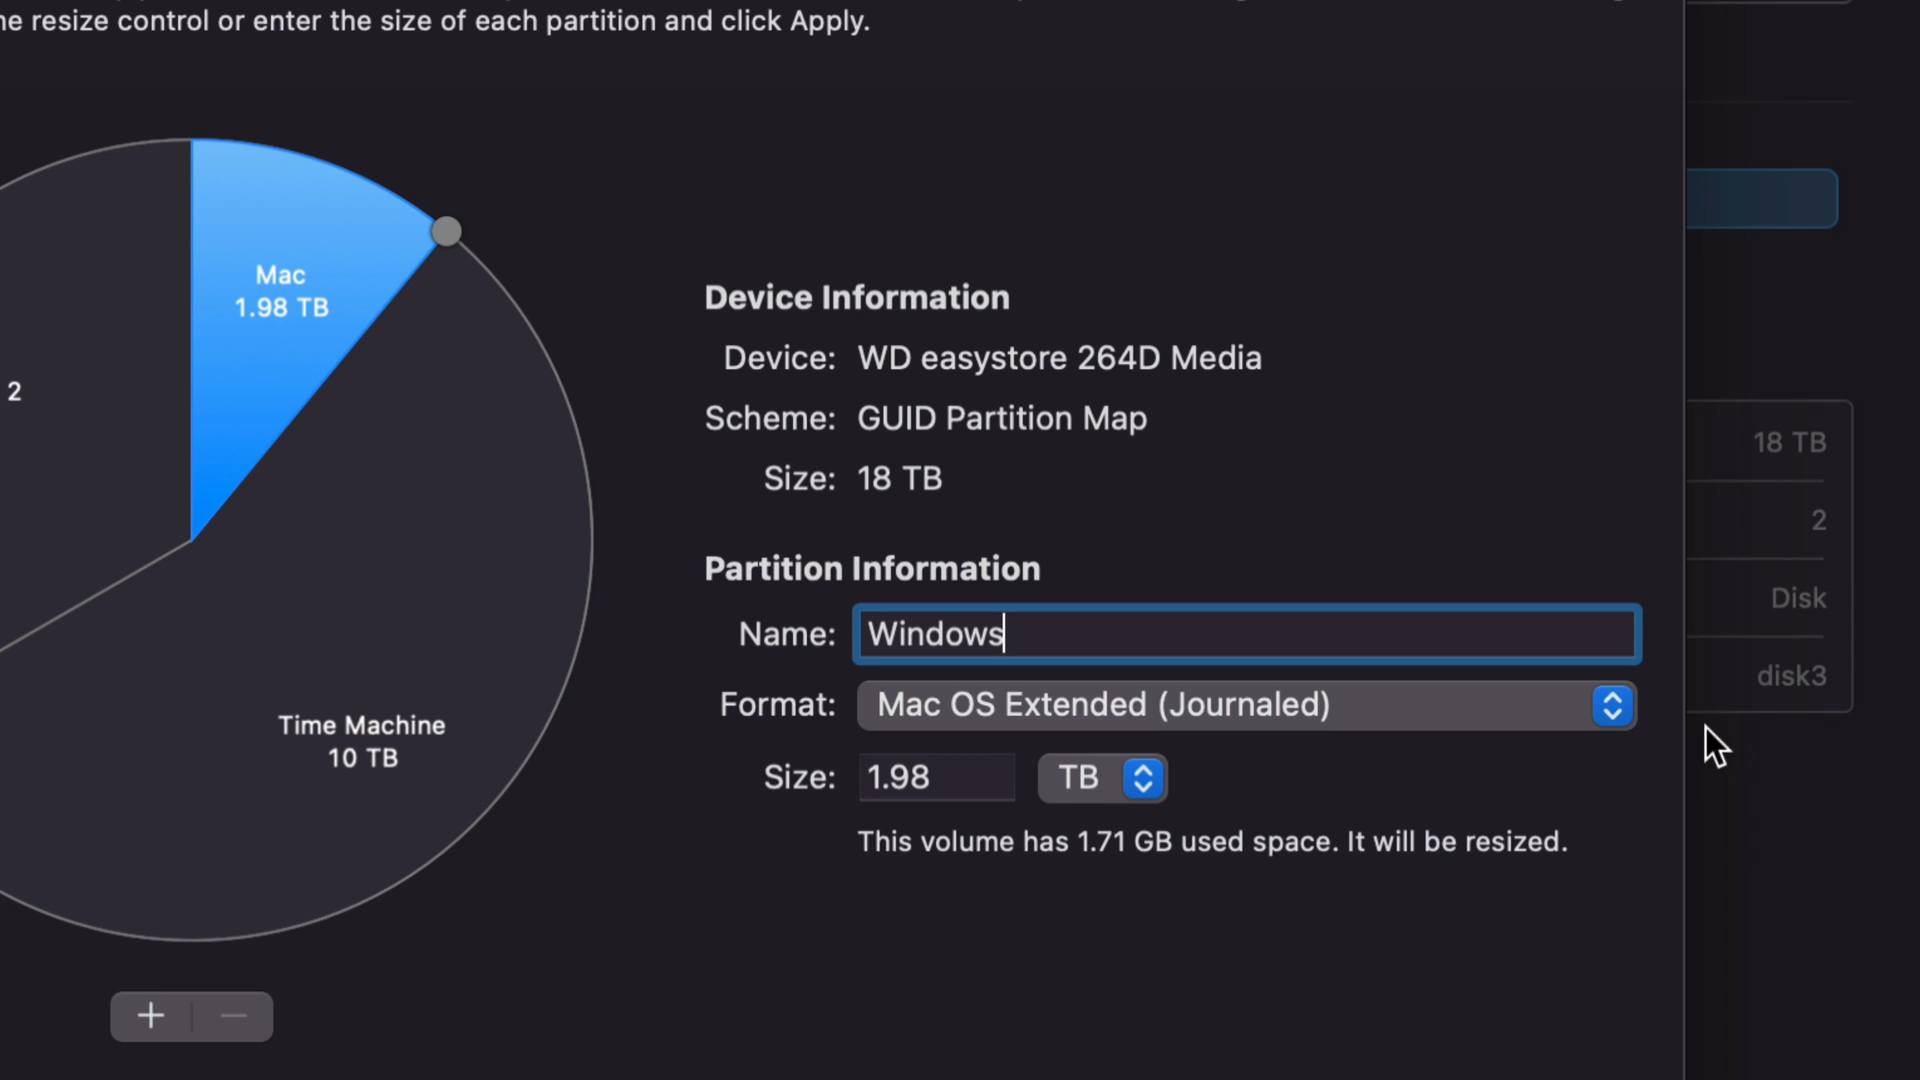 he resize control or enter the size of each partition and click Apply.
Mac
1.98 TB
2
Time Machine
10 TB
Device Information
Device: WD easystore 264D Media
Scheme: GUID Partition Map
Size: 18 TB
Partition Information
Name: Windows
Format: Mac OS Extended (Journaled)
Size: 1.98 TB
This volume has 1.71 GB used space. It will be resized.
18 TB
2
Disk
disk3